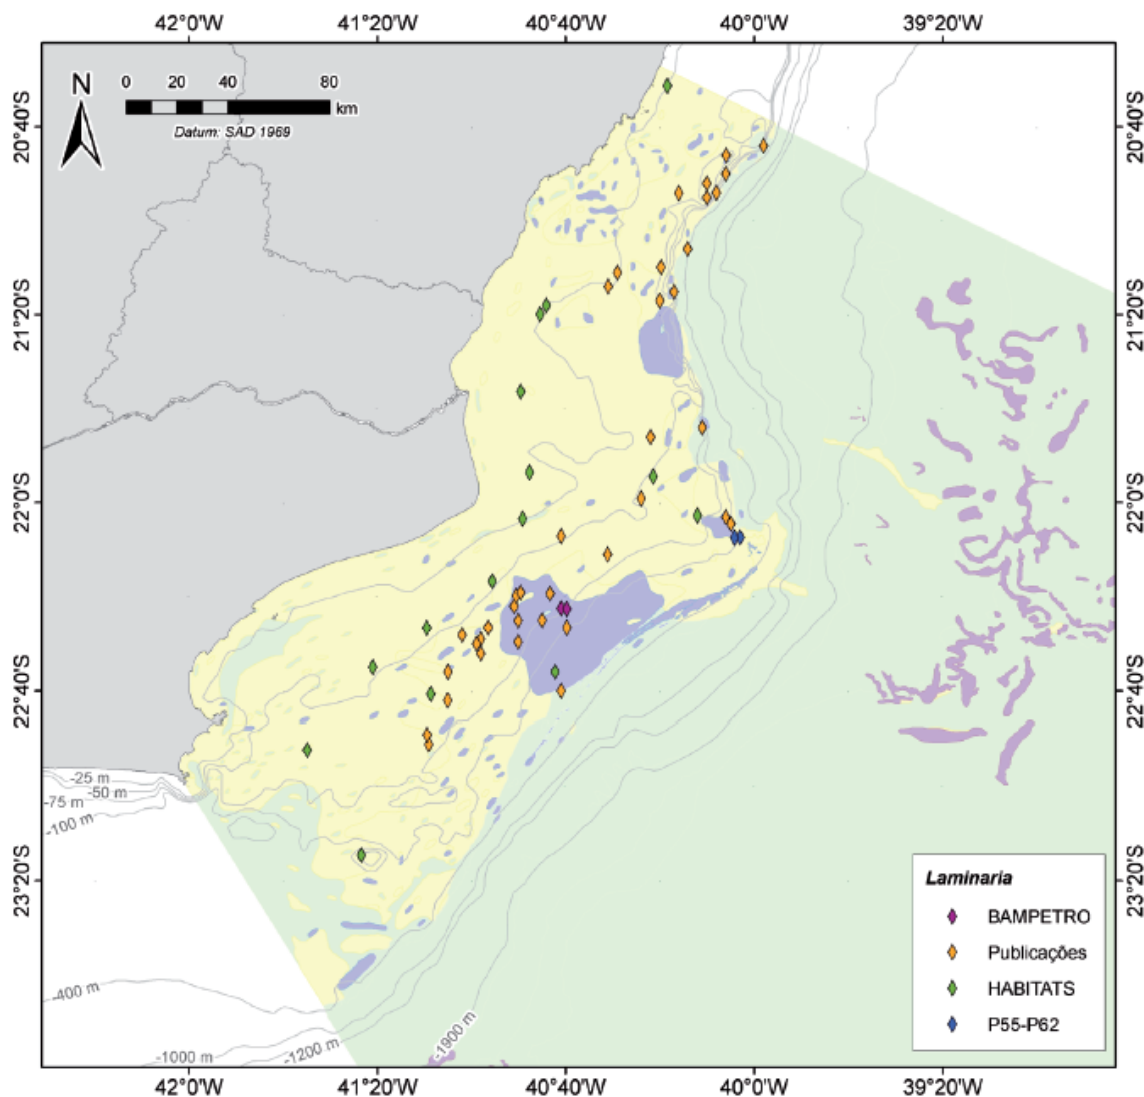 42°0'W 41°20'W 40°40'W 40°0'W 39°20'W
N
0 20 40 80
km
Datum: SAD 1969
20°40'S 20°40'S
21°20'S 21°20'S
22°0'S 22°0'S
22°40'S 22°40'S
23°20'S 23°20'S
-25 m
-50 m
-75 m
-100 m
-400 m
-1000 m
-1200 m
-1900 m
Laminaria
BAMPETRO
Publicações
HABITATS
P55-P62
42°0'W 41°20'W 40°40'W 40°0'W 39°20'W